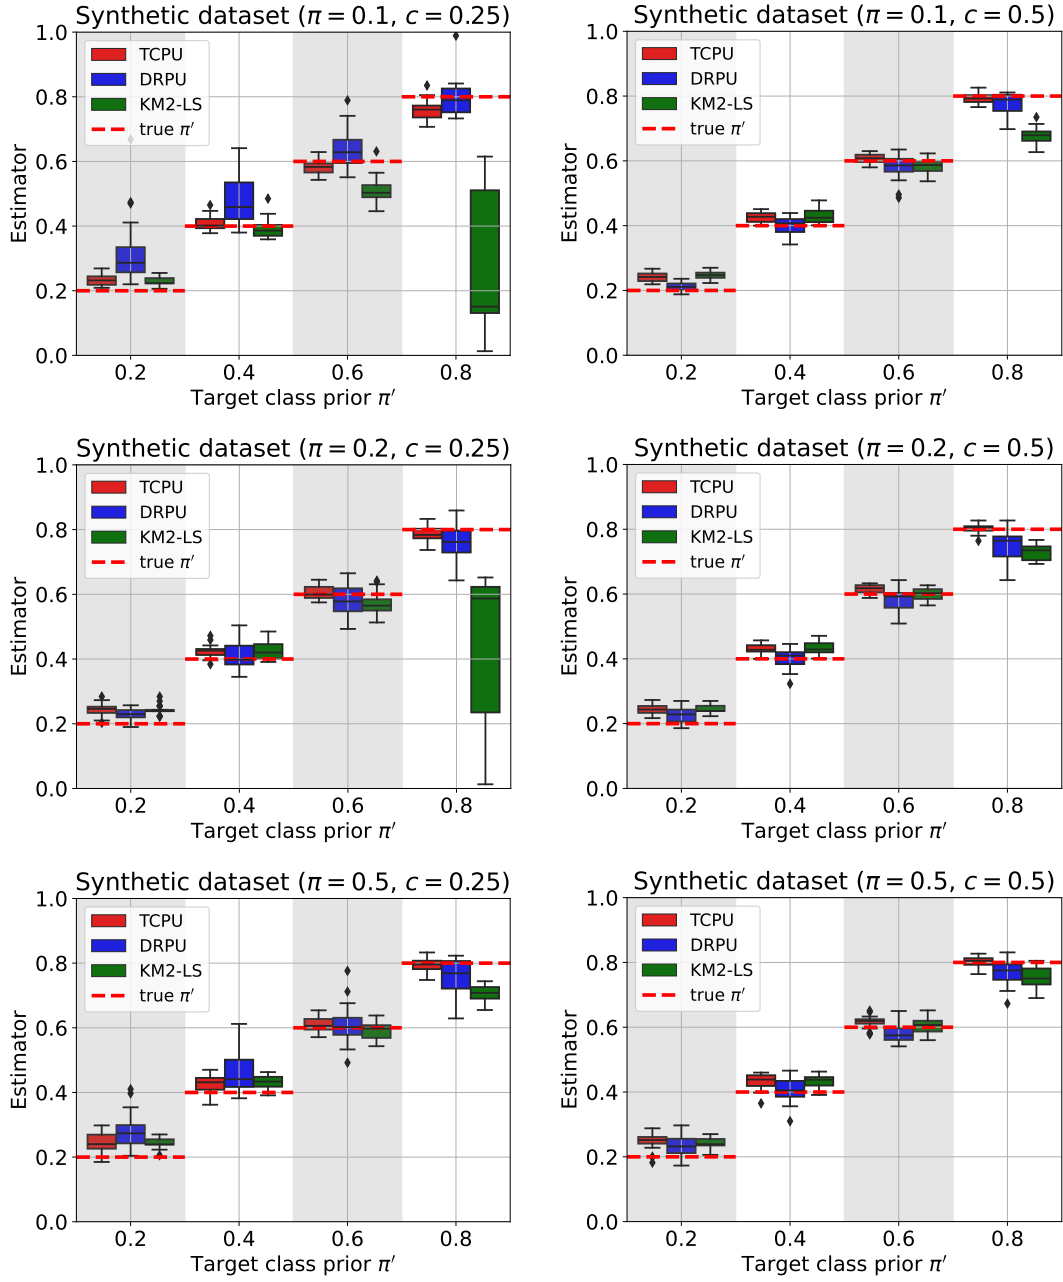 Synthetic dataset (π = 0.1, c = 0.25)
1.0
0.8
0.6
0.4
0.2
0.0
Estimator
TCPU
DRPU
KM2-LS
true π′
0.2 0.4 0.6 0.8
Target class prior π′
Synthetic dataset (π = 0.1, c = 0.5)
1.0
0.8
0.6
0.4
0.2
0.0
Estimator
TCPU
DRPU
KM2-LS
true π′
0.2 0.4 0.6 0.8
Target class prior π′
Synthetic dataset (π = 0.2, c = 0.25)
1.0
0.8
0.6
0.4
0.2
0.0
Estimator
TCPU
DRPU
KM2-LS
true π′
0.2 0.4 0.6 0.8
Target class prior π′
Synthetic dataset (π = 0.2, c = 0.5)
1.0
0.8
0.6
0.4
0.2
0.0
Estimator
TCPU
DRPU
KM2-LS
true π′
0.2 0.4 0.6 0.8
Target class prior π′
Synthetic dataset (π = 0.5, c = 0.25)
1.0
0.8
0.6
0.4
0.2
0.0
Estimator
TCPU
DRPU
KM2-LS
true π′
0.2 0.4 0.6 0.8
Target class prior π′
Synthetic dataset (π = 0.5, c = 0.5)
1.0
0.8
0.6
0.4
0.2
0.0
Estimator
TCPU
DRPU
KM2-LS
true π′
0.2 0.4 0.6 0.8
Target class prior π′